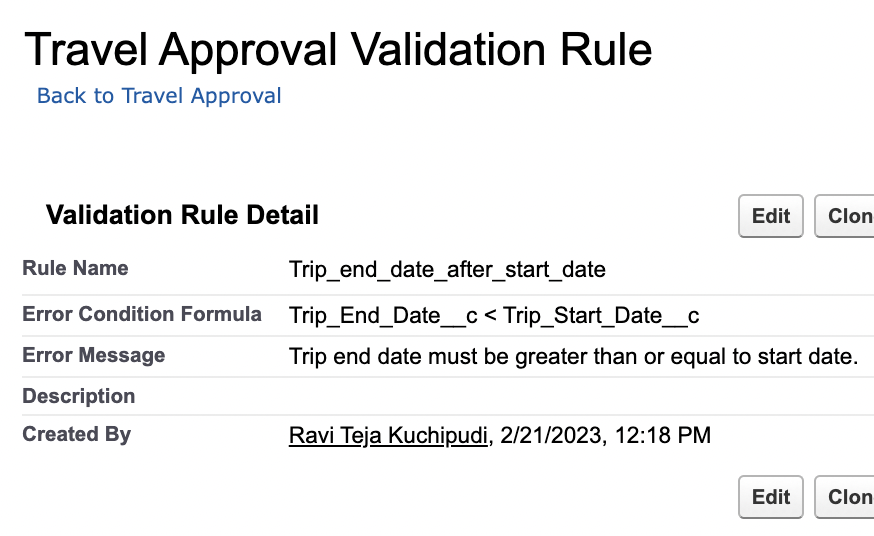 Travel Approval Validation Rule
Back to Travel Approval
Validation Rule Detail Edit Clon
Rule Name Trip_end_date_after_start_date
Error Condition Formula Trip_End_Date__c < Trip_Start_Date__c
Error Message Trip end date must be greater than or equal to start date.
Description
Created By Ravi Teja Kuchipudi, 2/21/2023, 12:18 PM
Edit Clon